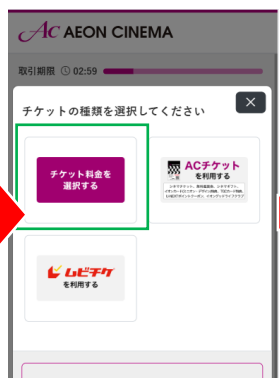 AC AEON CINEMA
取引期限 02:59
チケットの種類を選択してください
チケット料金を
選択する
ACチケット
を利用する
ムビチケ
を利用する